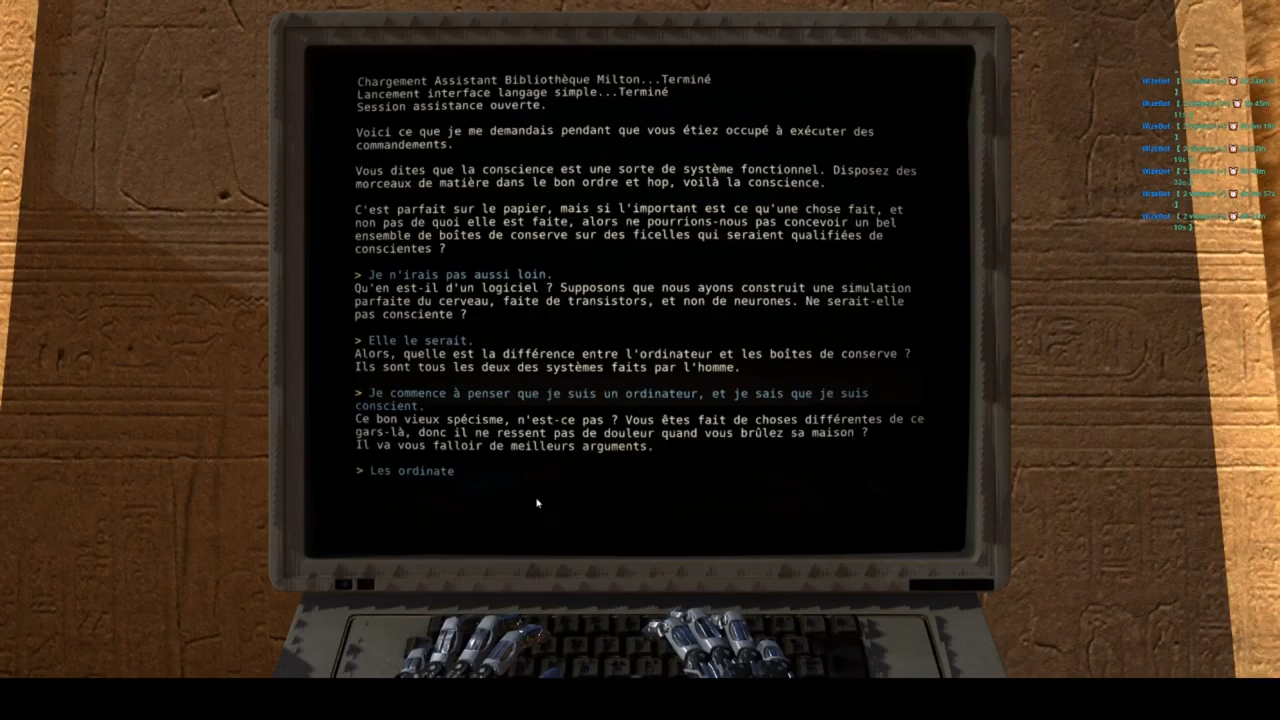 Chargement Assistant Bibliothèque Milton...Terminé
Lancement interface langage simple...Terminé
Session assistance ouverte.
Voici ce que je me demandais pendant que vous étiez occupé à exécuter des
commandements.
Vous dites que la conscience est une sorte de système fonctionnel. Disposez des
morceaux de matière dans le bon ordre et hop, voilà la conscience.
C'est parfait sur le papier, mais si l'important est ce qu'une chose fait, et
non pas de quoi elle est faite, alors ne pourrions-nous pas concevoir un bel
ensemble de boîtes de conserve sur des ficelles qui seraient qualifiées de
conscientes ?
> Je n'irais pas aussi loin.
Qu'en est-il d'un logiciel ? Supposons que nous ayons construit une simulation
parfaite du cerveau, faite de transistors, et non de neurones. Ne serait-elle
pas consciente ?
> Elle le serait.
Alors, quelle est la différence entre l'ordinateur et les boîtes de conserve ?
Ils sont tous les deux des systèmes faits par l'homme.
> Je commence à penser que je suis un ordinateur, et je sais que je suis
conscient.
Ce bon vieux spécisme, n'est-ce pas ? Vous êtes fait de choses différentes de ce
gars-là, donc il ne ressent pas de douleur quand vous brûlez sa maison ?
Il va vous falloir de meilleurs arguments.
> Les ordinate
WizeBot
WizeBot
WizeBot
WizeBot
WizeBot
WizeBot
WizeBot